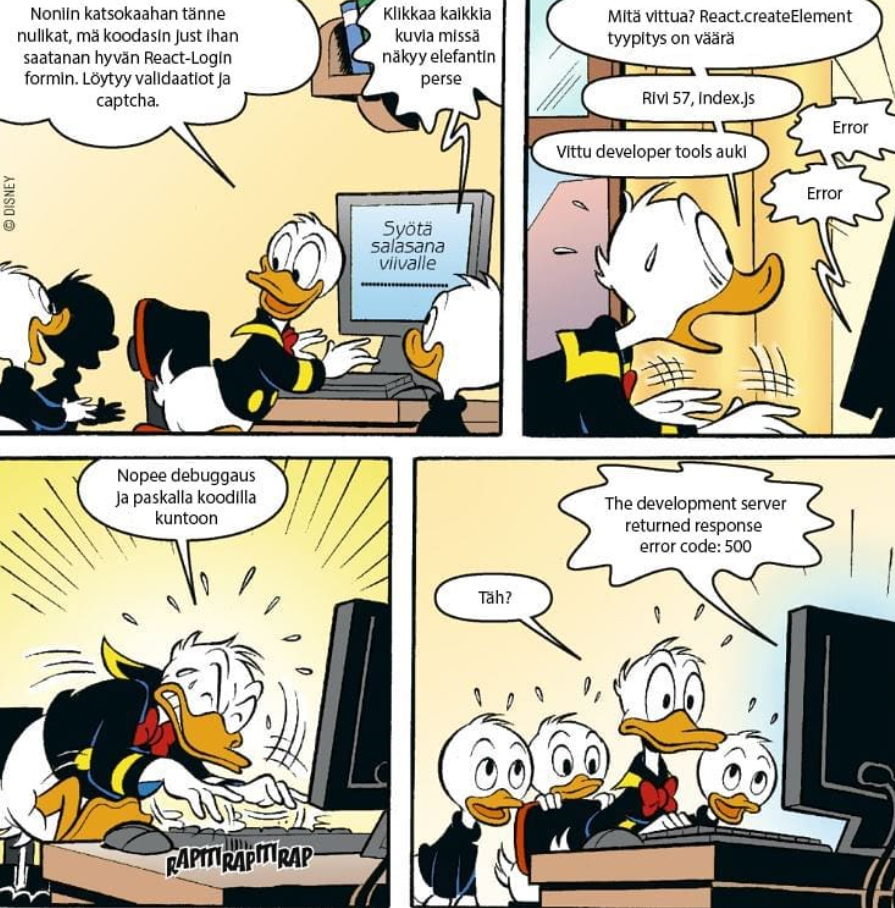 Noniin katsokaahan tänne
nulikat, mä koodasin just ihan
saatanan hyvän React-Login
formin. Löytyy validaatiot ja
captcha.
Klikkaa kaikkia
kuvia missä
näkyy elefantin
perse
© DISNEY
Syötä
salasana
viivalle
Mitä vittua? React.createElement
tyypitys on väärä
Rivi 57, index.js
Vittu developer tools auki
Error
Error
Nopee debuggaus
ja paskalla koodilla
kuntoon
RAPITI RAPITI RAP
The development server
returned response
error code: 500
Täh?